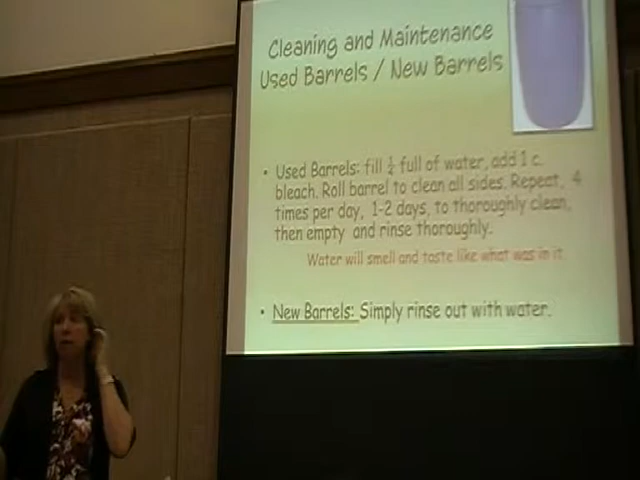 Cleaning and Maintenance
Used Barrels / New Barrels
• Used Barrels: fill ½ full of water, add 1 c.
bleach. Roll barrel to clean all sides. Repeat, 4
times per day, 1-2 days, to thoroughly clean,
then empty and rinse thoroughly.
Water will smell and taste like what was in it.
• New Barrels: Simply rinse out with water.